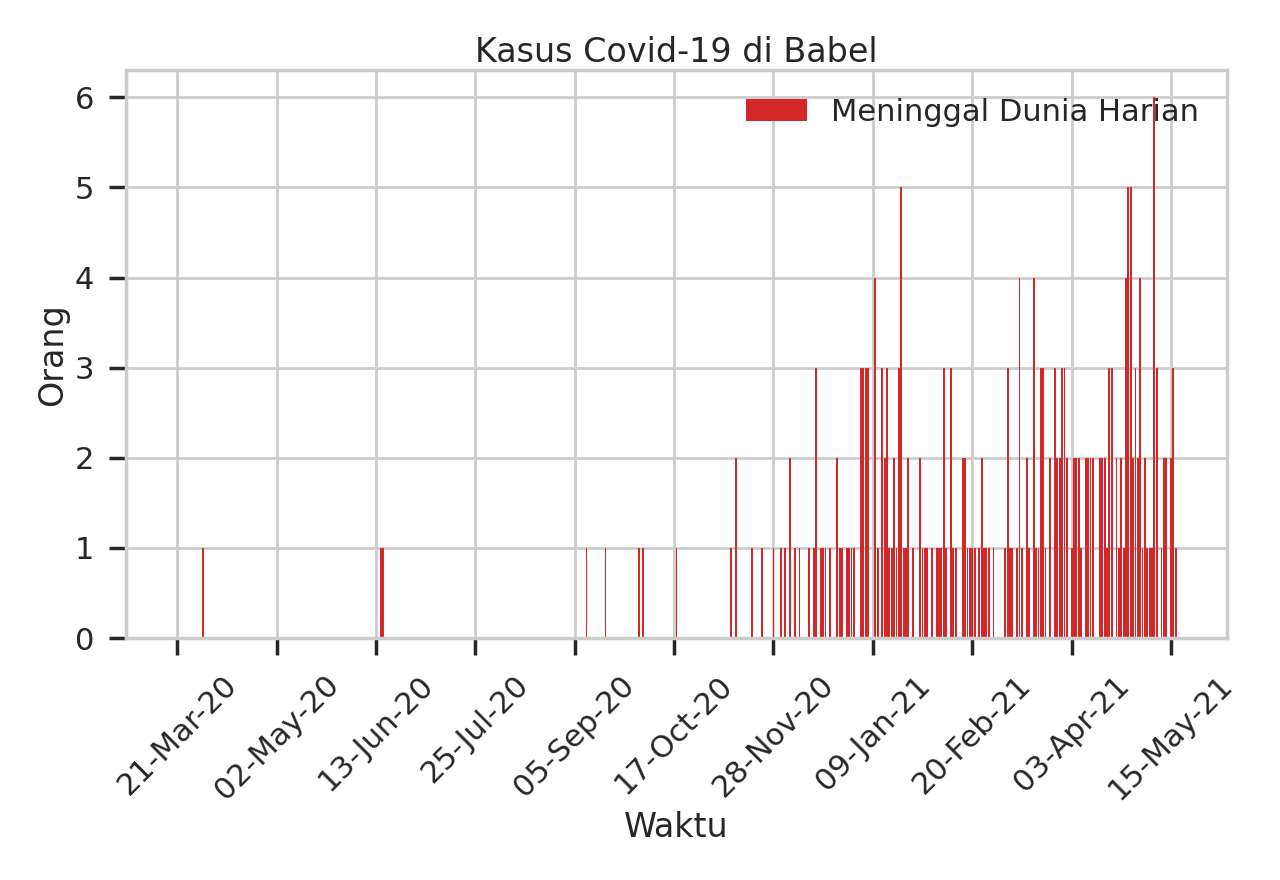 Kasus Covid-19 di Babel
Meninggal Dunia Harian
6
5
4
3
2
1
0
Orang
21-Mar-20
02-May-20
13-Jun-20
25-Jul-20
05-Sep-20
17-Oct-20
28-Nov-20
09-Jan-21
20-Feb-21
03-Apr-21
15-May-21
Waktu